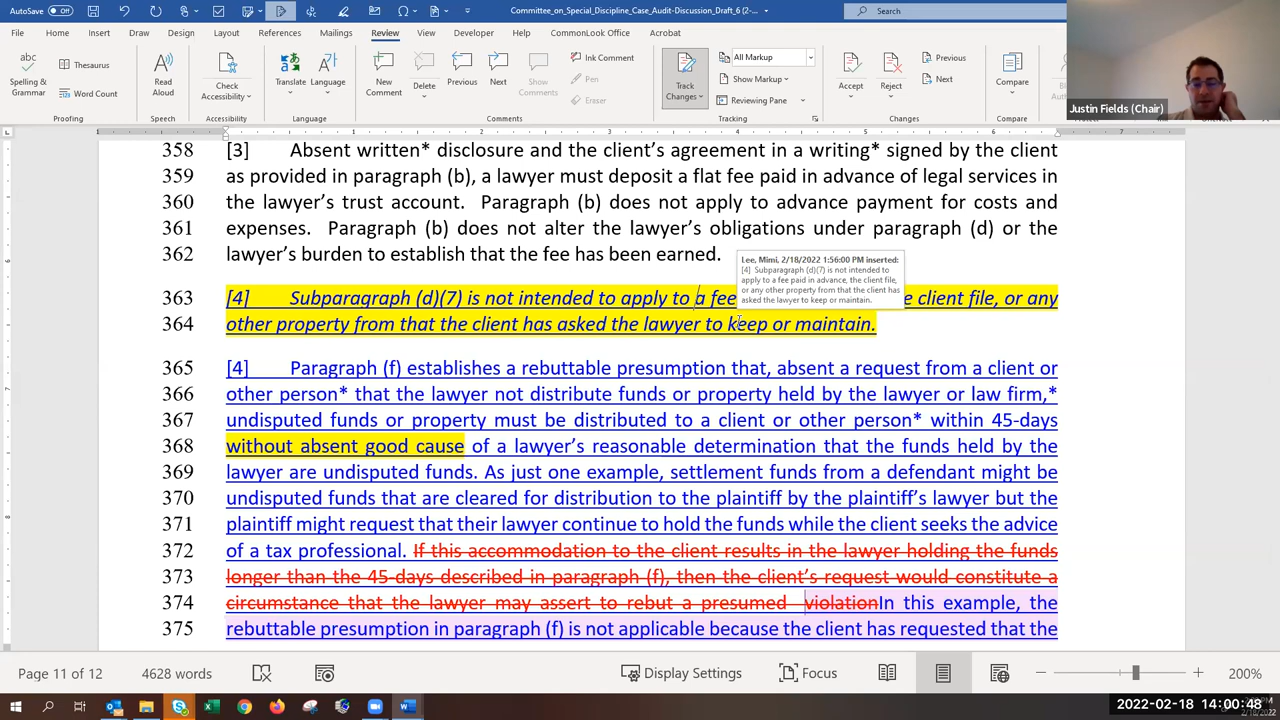 AutoSave Off
Committee_on_Special_Discipline_Case_Audit-Discussion_Draft_6 (2-...
Search
File Home Insert Draw Design Layout References Mailings Review View Developer Help CommonLook Office Acrobat
abc
Spelling & Grammar
Thesaurus
Word Count
Proofing
Read Aloud
Speech
Check Accessibility
Accessibility
Translate
Language
Language
New Comment
Delete
Previous
Next
Show Comments
Ink Comment
Pen
Eraser
Comments
Track Changes
All Markup
Show Markup
Reviewing Pane
Tracking
Accept
Reject
Previous
Next
Changes
Compare
Compare
Justin Fields (Chair)
1 1 2 3 4 5 6 7
358 [3] Absent written* disclosure and the client's agreement in a writing* signed by the client
359 as provided in paragraph (b), a lawyer must deposit a flat fee paid in advance of legal services in
360 the lawyer's trust account. Paragraph (b) does not apply to advance payment for costs and
361 expenses. Paragraph (b) does not alter the lawyer's obligations under paragraph (d) or the
362 lawyer's burden to establish that the fee has been earned.
Lee, Mimi, 2/18/2022 1:56:00 PM inserted:
[4] Subparagraph (d)(7) is not intended to
apply to a fee paid in advance, the client file,
or any other property from that the client has
asked the lawyer to keep or maintain.
363 [4] Subparagraph (d)(7) is not intended to apply to a fee e client file, or any
364 other property from that the client has asked the lawyer to keep or maintain.
365 [4] Paragraph (f) establishes a rebuttable presumption that, absent a request from a client or
366 other person* that the lawyer not distribute funds or property held by the lawyer or law firm,*
367 undisputed funds or property must be distributed to a client or other person* within 45-days
368 without absent good cause of a lawyer's reasonable determination that the funds held by the
369 lawyer are undisputed funds. As just one example, settlement funds from a defendant might be
370 undisputed funds that are cleared for distribution to the plaintiff by the plaintiff's lawyer but the
371 plaintiff might request that their lawyer continue to hold the funds while the client seeks the advice
372 of a tax professional. If this accommodation to the client results in the lawyer holding the funds
373 longer than the 45-days described in paragraph (f), then the client's request would constitute a
374 circumstance that the lawyer may assert to rebut a presumed violationIn this example, the
375 rebuttable presumption in paragraph (f) is not applicable because the client has requested that the
Page 11 of 12 4628 words Display Settings Focus 200%
2022-02-18 14:00:48